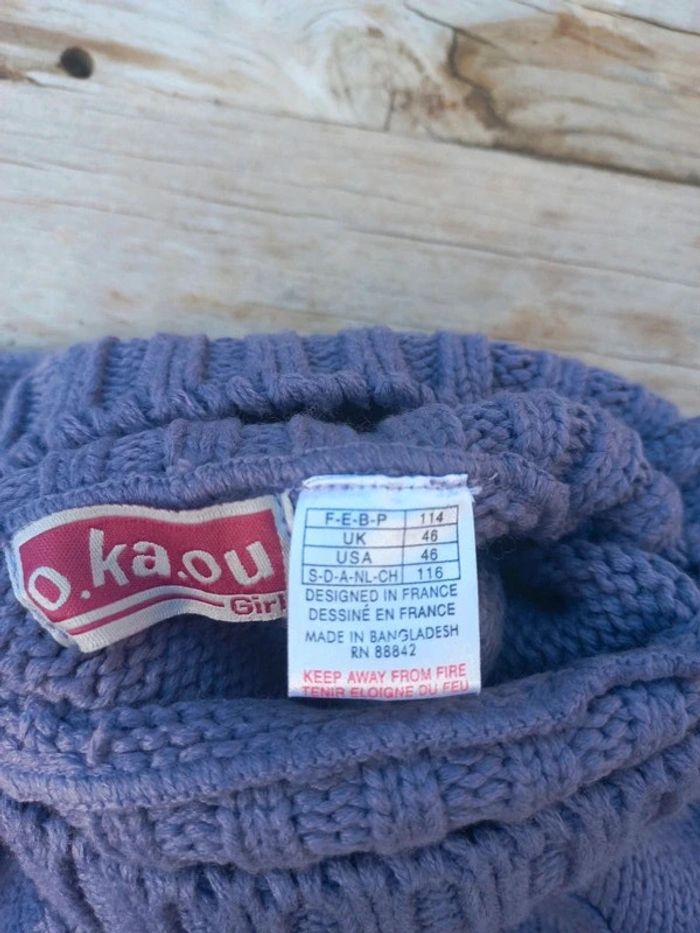 o.ka.ou
Girl
F-E-B-P 114
UK 46
USA 46
S-D-A-NL-CH 116
DESIGNED IN FRANCE
DESSINÉ EN FRANCE
MADE IN BANGLADESH
RN 88842
KEEP AWAY FROM FIRE
TENIR ELOIGNE DU FEU